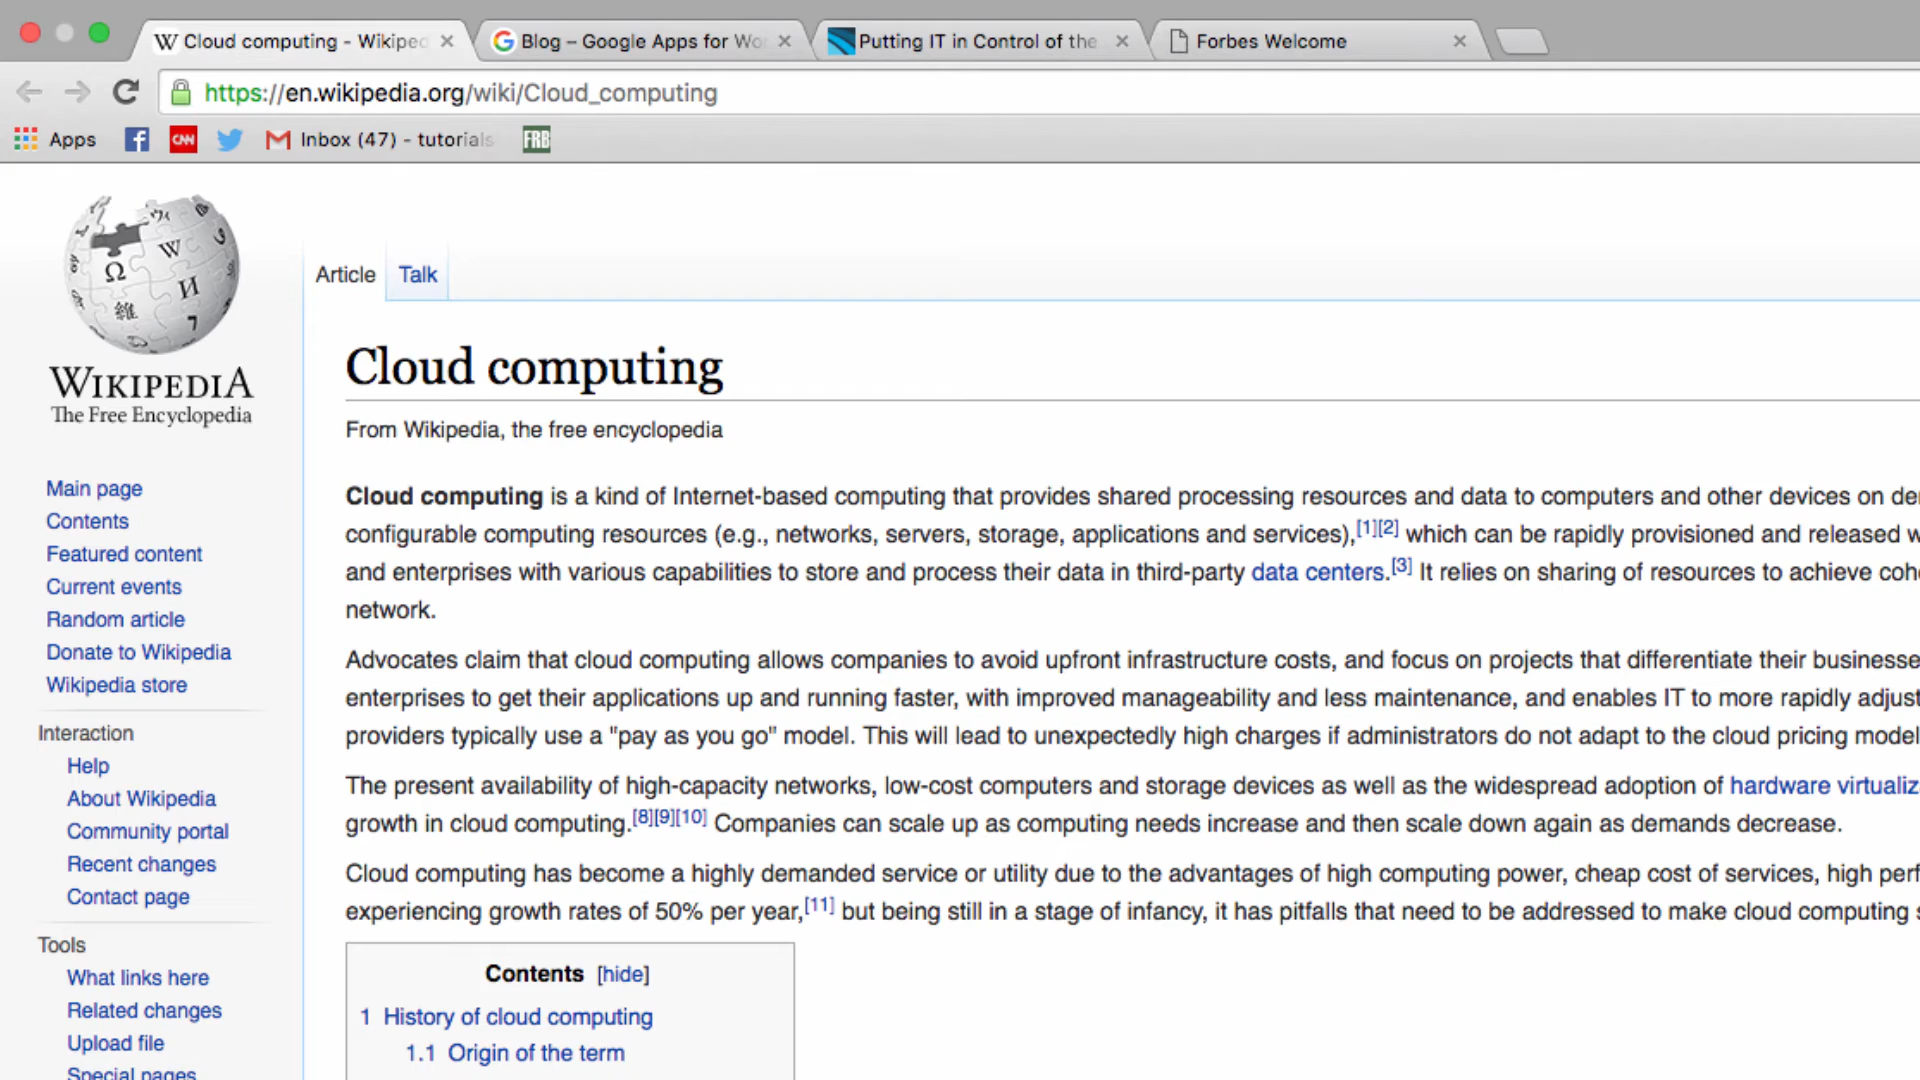 Cloud computing - Wikiped
Blog – Google Apps for Wor
Putting IT in Control of the
Forbes Welcome
https://en.wikipedia.org/wiki/Cloud_computing
Apps
f
CNN
Inbox (47) - tutorials
FRB
WIKIPEDIA
The Free Encyclopedia
Main page
Contents
Featured content
Current events
Random article
Donate to Wikipedia
Wikipedia store
Interaction
Help
About Wikipedia
Community portal
Recent changes
Contact page
Tools
What links here
Related changes
Upload file
Special pages
Article
Talk
Cloud computing
From Wikipedia, the free encyclopedia
Cloud computing is a kind of Internet-based computing that provides shared processing resources and data to computers and other devices on de
configurable computing resources (e.g., networks, servers, storage, applications and services),[1][2] which can be rapidly provisioned and released w
and enterprises with various capabilities to store and process their data in third-party data centers.[3] It relies on sharing of resources to achieve coh
network.
Advocates claim that cloud computing allows companies to avoid upfront infrastructure costs, and focus on projects that differentiate their businesse
enterprises to get their applications up and running faster, with improved manageability and less maintenance, and enables IT to more rapidly adjust
providers typically use a "pay as you go" model. This will lead to unexpectedly high charges if administrators do not adapt to the cloud pricing model
The present availability of high-capacity networks, low-cost computers and storage devices as well as the widespread adoption of hardware virtualiz
growth in cloud computing.[8][9][10] Companies can scale up as computing needs increase and then scale down again as demands decrease.
Cloud computing has become a highly demanded service or utility due to the advantages of high computing power, cheap cost of services, high perf
experiencing growth rates of 50% per year,[11] but being still in a stage of infancy, it has pitfalls that need to be addressed to make cloud computing s
Contents [hide]
1 History of cloud computing
1.1 Origin of the term